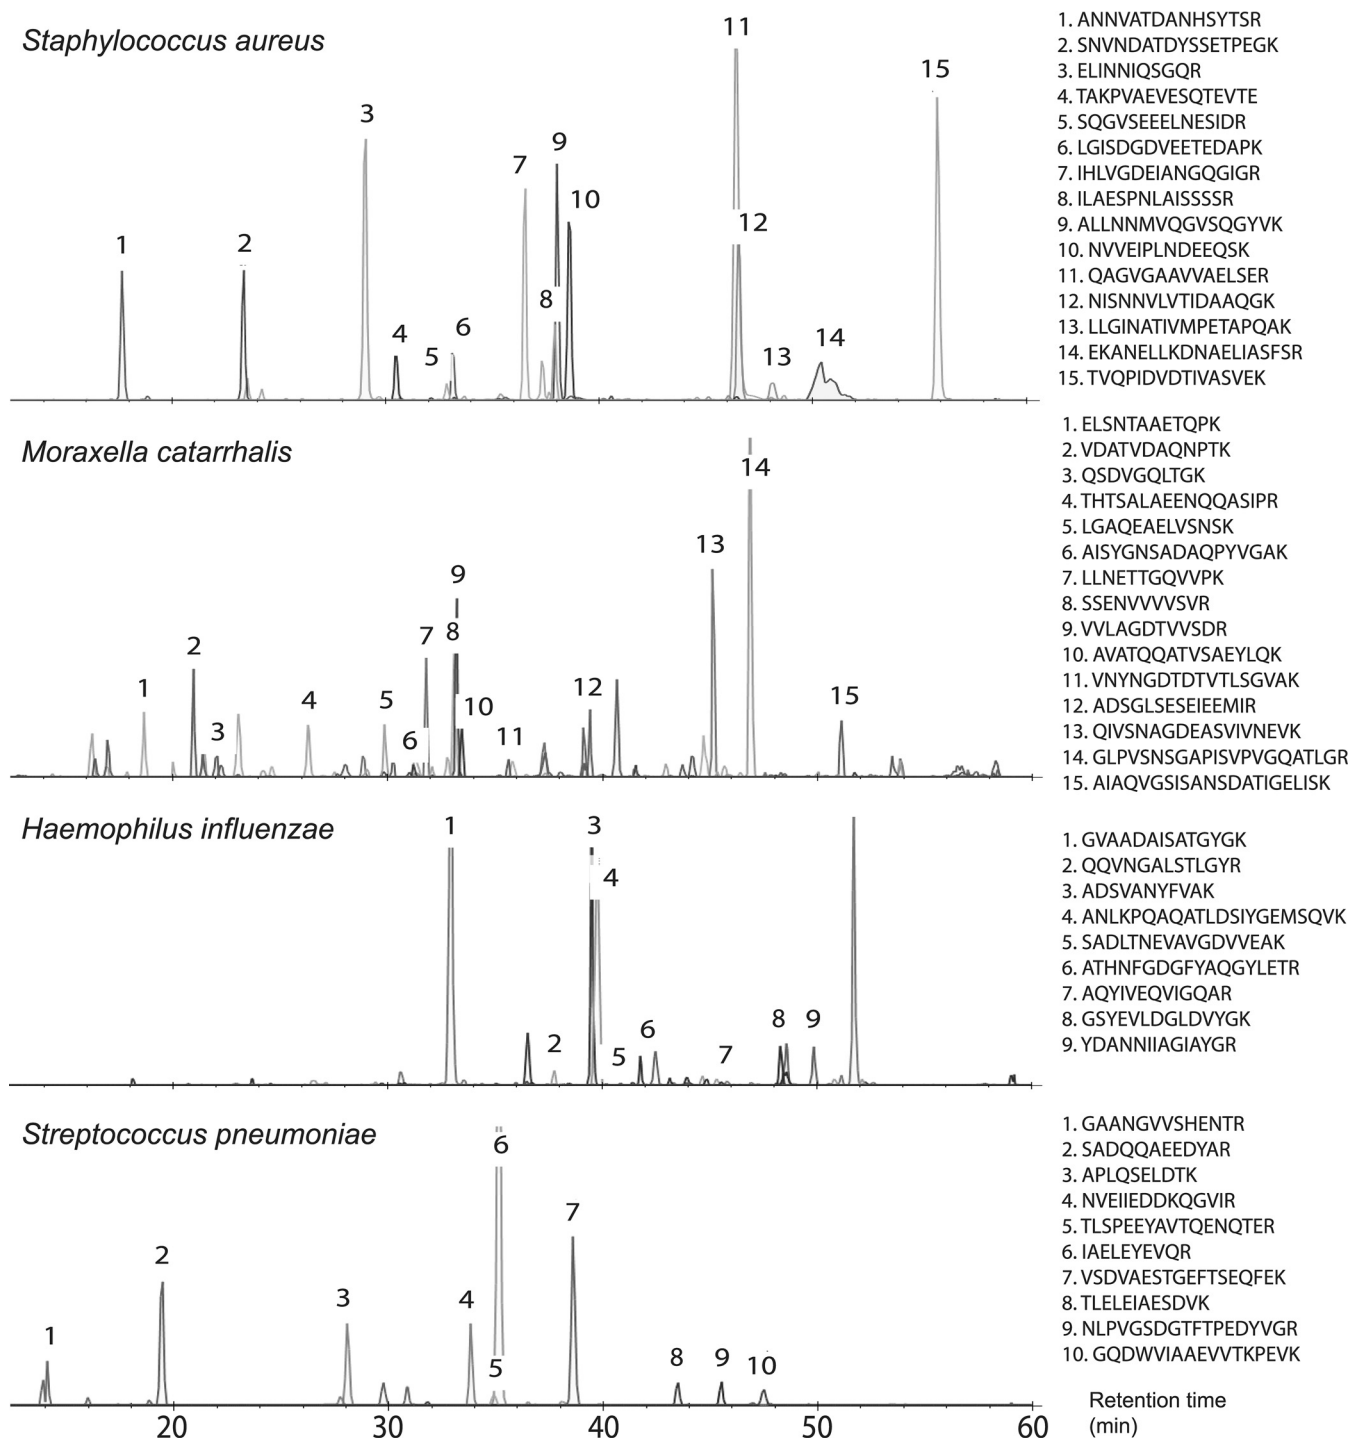 Staphylococcus aureus
1
2
3
4
5
6
7
8
9
10
11
12
13
14
15
1. ANNVATDANHSYTSR
2. SNVNDATDYSSETPEGK
3. ELINNIQSGQR
4. TAKPVAEVESQTEVTE
5. SQGVSEEELNESIDR
6. LGISDGDVEETEDAPK
7. IHLVGDEIANGQGIGR
8. ILAESPNLAISSSSR
9. ALLNNMVQGVSQGYVK
10. NVVEIPLNDEEQSK
11. QAGVGAAVVAELSER
12. NISNNVLVTIDAAQGK
13. LLGINATIVMPETAPQAK
14. EKANELLKDNAELIASFSR
15. TVQPIDVDTIVASVEK
Moraxella catarrhalis
1
2
3
4
5
6
7
8
9
10
11
12
13
14
15
1. ELSNTAAETQPK
2. VDATVDAQNPTK
3. QSDVGQLTGK
4. THTSALAEENQQASIPR
5. LGAQEAELVSNSK
6. AISYGNSADAQPYVGAK
7. LLNETTGQVVPK
8. SSENVVVVSVR
9. VVLAGDTVVSDR
10. AVATQQATVSAEYLQK
11. VNYNGDTDTVTLSGVAK
12. ADSGLSESEIEEMIR
13. QIVSNAGDEASVIVNEVK
14. GLPVSNSGAPISVPVGQATLGR
15. AIAQVGSISANSDATIGELISK
Haemophilus influenzae
1
2
3
4
5
6
7
8
9
1. GVAADAISATGYGK
2. QQVNGALSTLGYR
3. ADSVANYFVAK
4. ANLKPQAQATLDSIYGEMSQVK
5. SADLTNEVAVGDVVEAK
6. ATHNFGDGFYAQGYLETR
7. AQYIVEQVIGQAR
8. GSYEVLDGLDVYGK
9. YDANNIIAGIAYGR
Streptococcus pneumoniae
1
2
3
4
5
6
7
8
9
10
1. GAANGVVSHENTR
2. SADQQAEEDYAR
3. APLQSELDTK
4. NVEIIEDDKQGVIR
5. TLSPEEYAVTQENQTER
6. IAELEYEVQR
7. VSDVAESTGEFTSEQFEK
8. TLELEIAESDVK
9. NLPVGSDGTFTPEDYVGR
10. GQDWVIAAEVVTKPEVK
20 30 40 50 60
Retention time
(min)